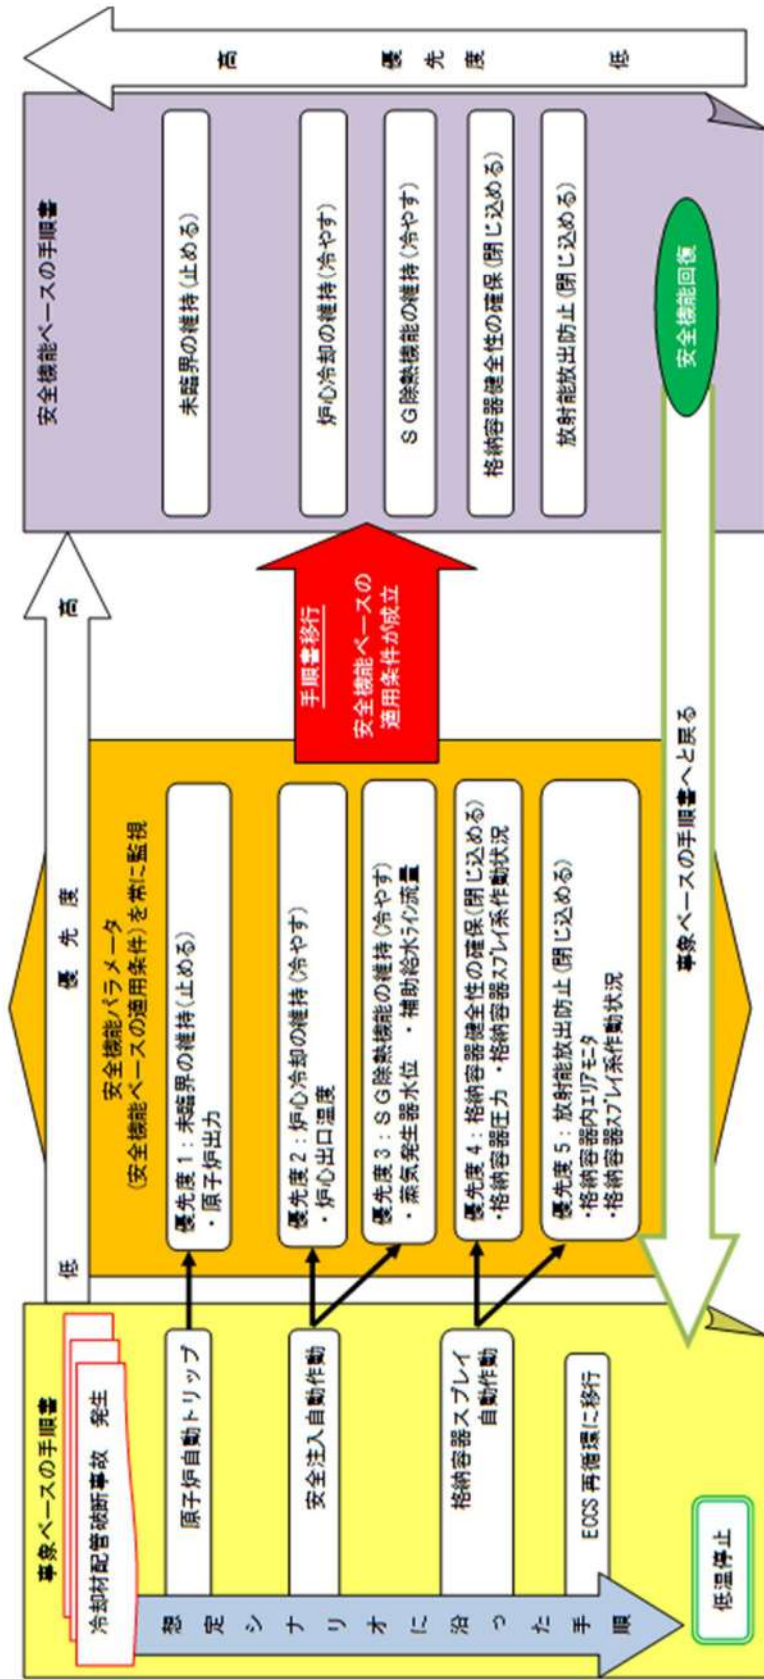 事象ベースの手順書
冷却材配管破断事故 発生
原子炉自動トリップ
安全注入自動作動
格納容器スプレイ
自動作動
ECCS 再循環に移行
低温停止
想定シナリオに沿った手順
低 優先度 高
安全機能パラメータ
(安全機能ベースの適用条件)を常に監視
優先度1：未臨界の維持(止める)
・原子炉出力
優先度2：炉心冷却の維持(冷やす)
・炉心出口温度
優先度3：SG除熱機能の維持(冷やす)
・蒸気発生器水位 ・補助給水ライン流量
優先度4：格納容器健全性の確保(閉じ込める)
・格納容器圧力 ・格納容器スプレイ系作動状況
優先度5：放射能放出防止(閉じ込める)
・格納容器内エリアモニタ
・格納容器スプレイ系作動状況
手順書移行
安全機能ベースの
適用条件が成立
安全機能ベースの手順書
未臨界の維持(止める)
炉心冷却の維持(冷やす)
SG除熱機能の維持(冷やす)
格納容器健全性の確保(閉じ込める)
放射能放出防止(閉じ込める)
安全機能回復
事象ベースの手順書へと戻る
高 優先度 低